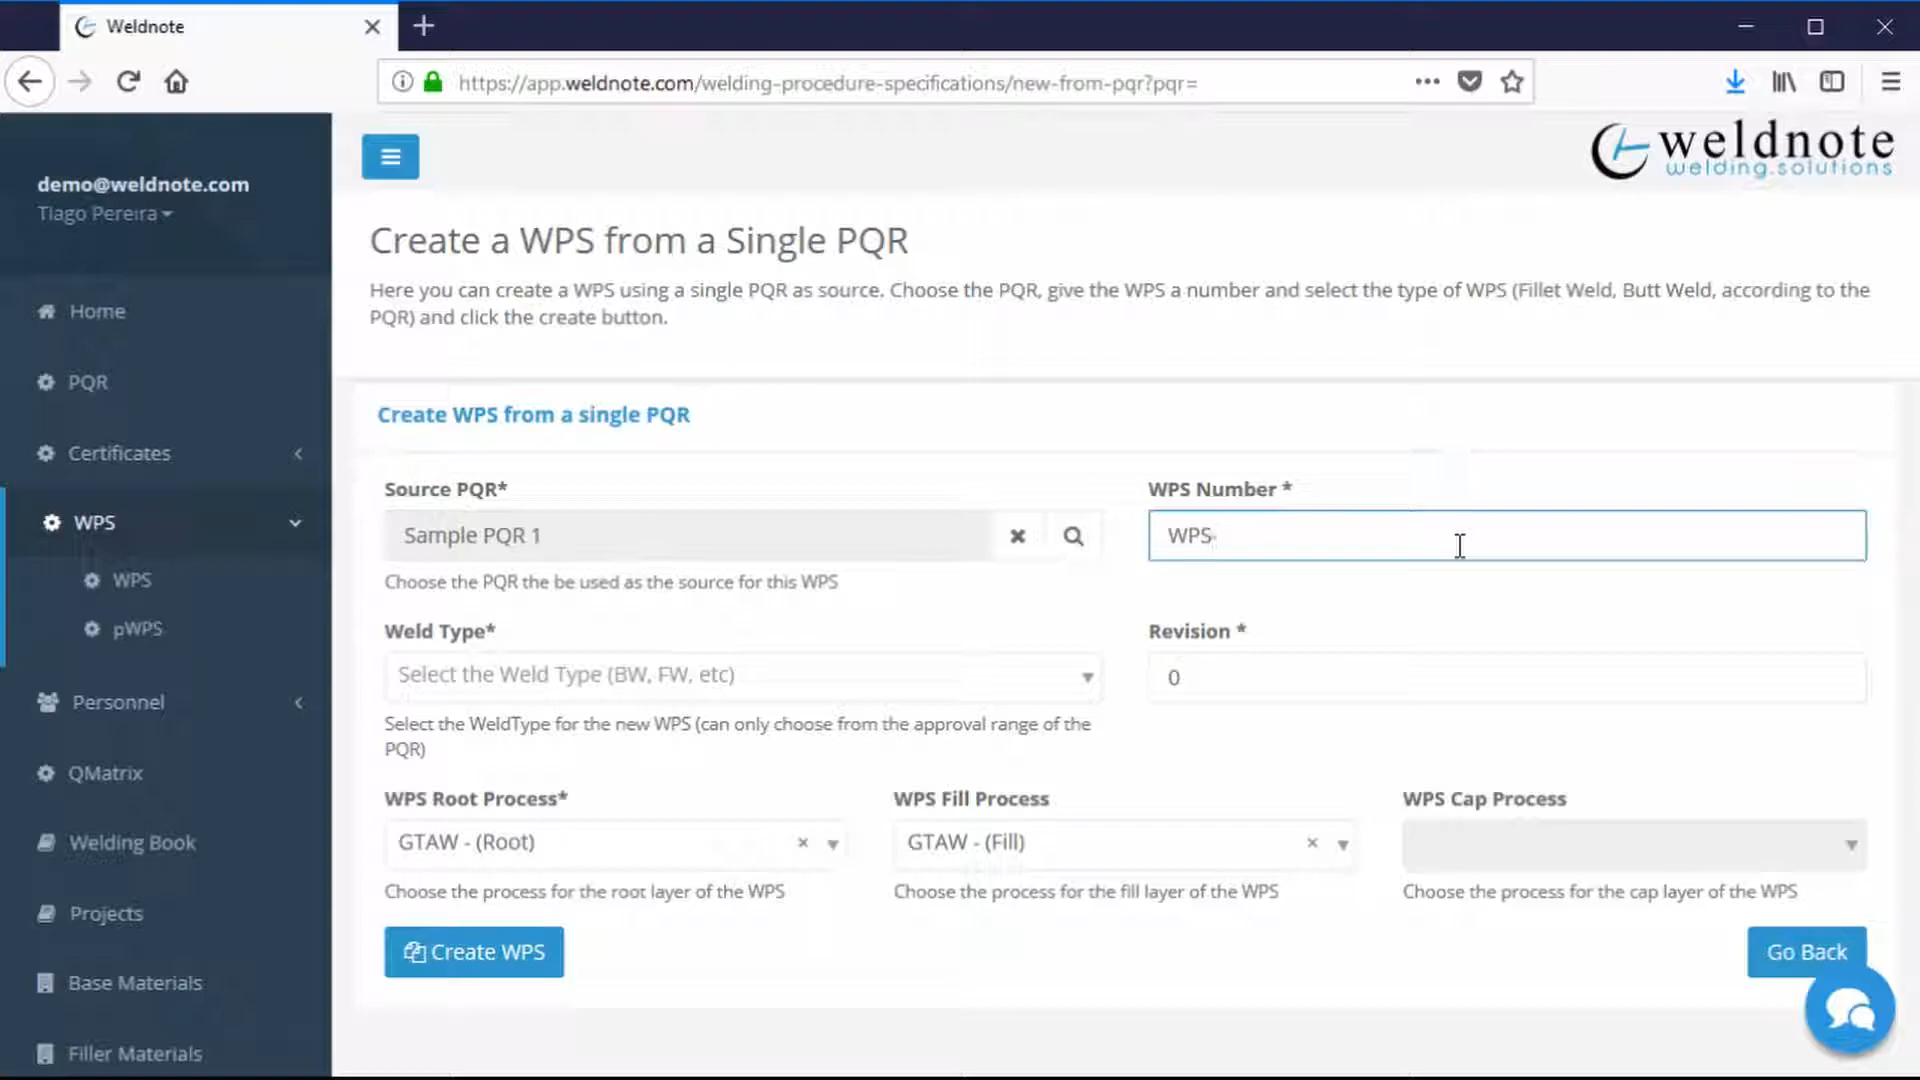 Weldnote
https://app.weldnote.com/welding-procedure-specifications/new-from-pqr?pqr=
demo@weldnote.com
Tiago Pereira
Home
PQR
Certificates
WPS
WPS
pWPS
Personnel
QMatrix
Welding Book
Projects
Base Materials
Filler Materials
weldnote
welding.solutions
Create a WPS from a Single PQR
Here you can create a WPS using a single PQR as source. Choose the PQR, give the WPS a number and select the type of WPS (Fillet Weld, Butt Weld, according to the
PQR) and click the create button.
Create WPS from a single PQR
Source PQR*
Sample PQR 1
Choose the PQR the be used as the source for this WPS
WPS Number *
WPS-
Weld Type*
Select the Weld Type (BW, FW, etc)
Select the WeldType for the new WPS (can only choose from the approval range of the
PQR)
Revision *
0
WPS Root Process*
GTAW - (Root)
Choose the process for the root layer of the WPS
WPS Fill Process
GTAW - (Fill)
Choose the process for the fill layer of the WPS
WPS Cap Process
Choose the process for the cap layer of the WPS
Create WPS
Go Back